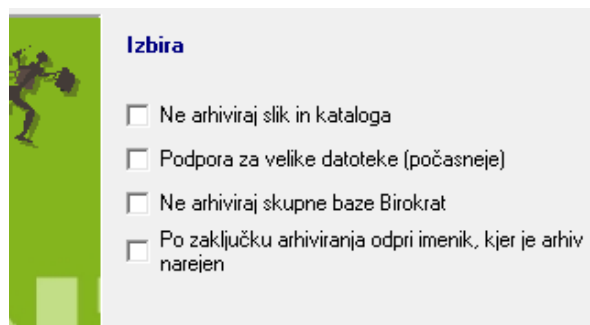 Izbira
Ne arhiviraj slik in kataloga
Podpora za velike datoteke (počasneje)
Ne arhiviraj skupne baze Birokrat
Po zaključku arhiviranja odpri imenik, kjer je arhiv
narejen